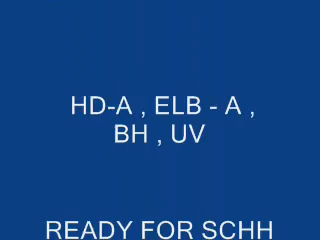 HD-A , ELB - A ,
BH , UV
READY FOR SCHH